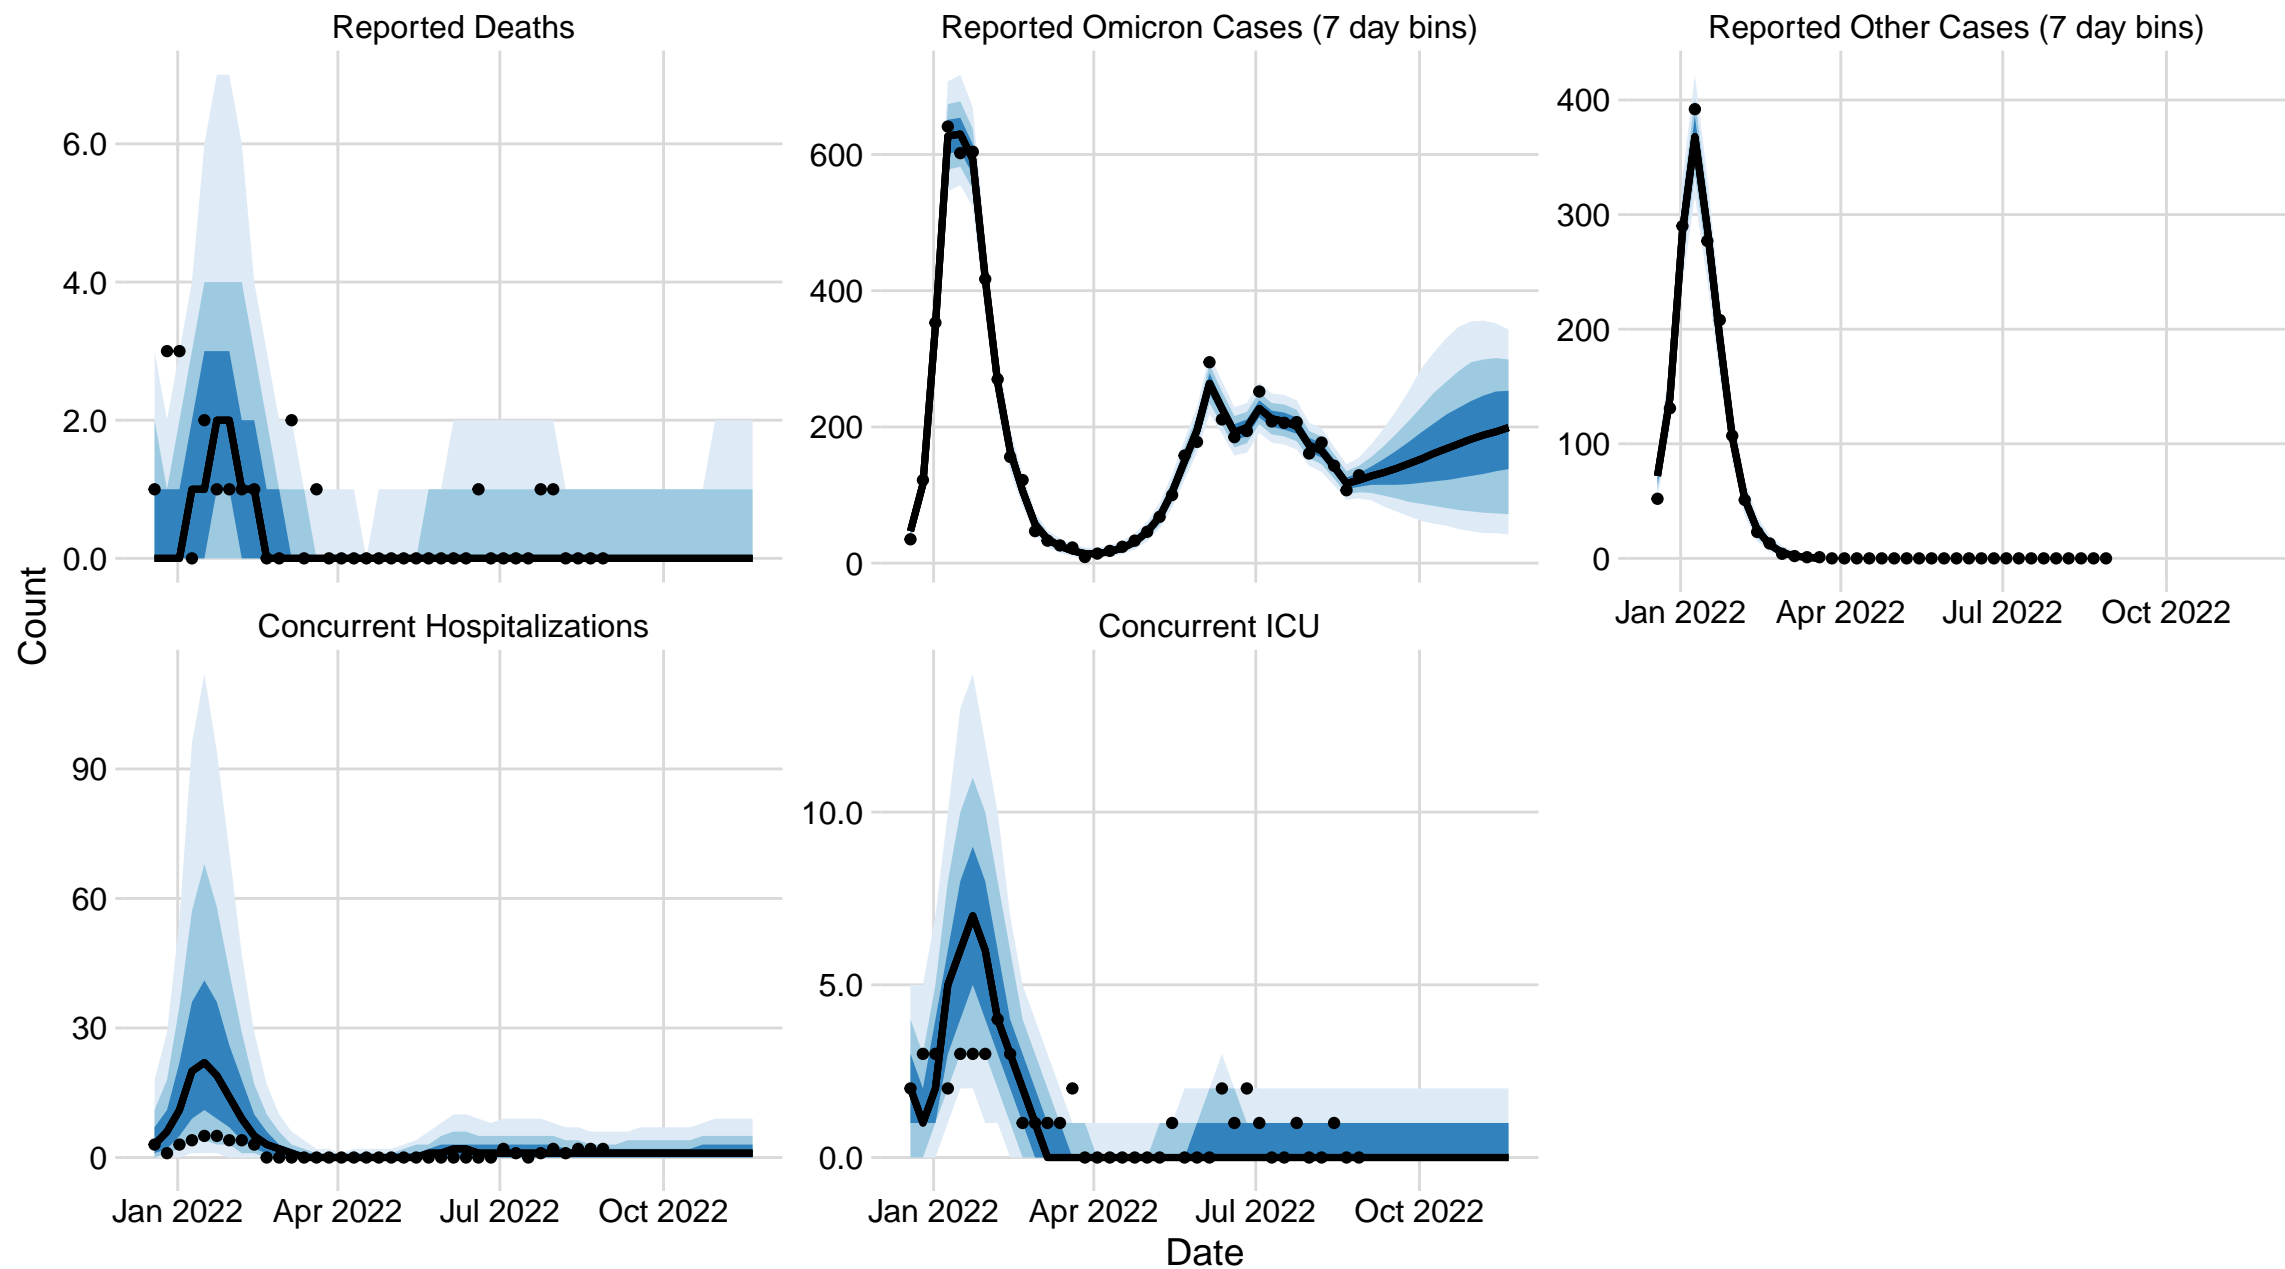 Reported Deaths
Reported Omicron Cases (7 day bins)
Reported Other Cases (7 day bins)
6.0
4.0
2.0
0.0
600
400
200
0
400
300
200
100
0
Jan 2022 Apr 2022 Jul 2022 Oct 2022
Count
Concurrent Hospitalizations
Concurrent ICU
90
60
30
0
10.0
5.0
0.0
Jan 2022 Apr 2022 Jul 2022 Oct 2022
Jan 2022 Apr 2022 Jul 2022 Oct 2022
Date